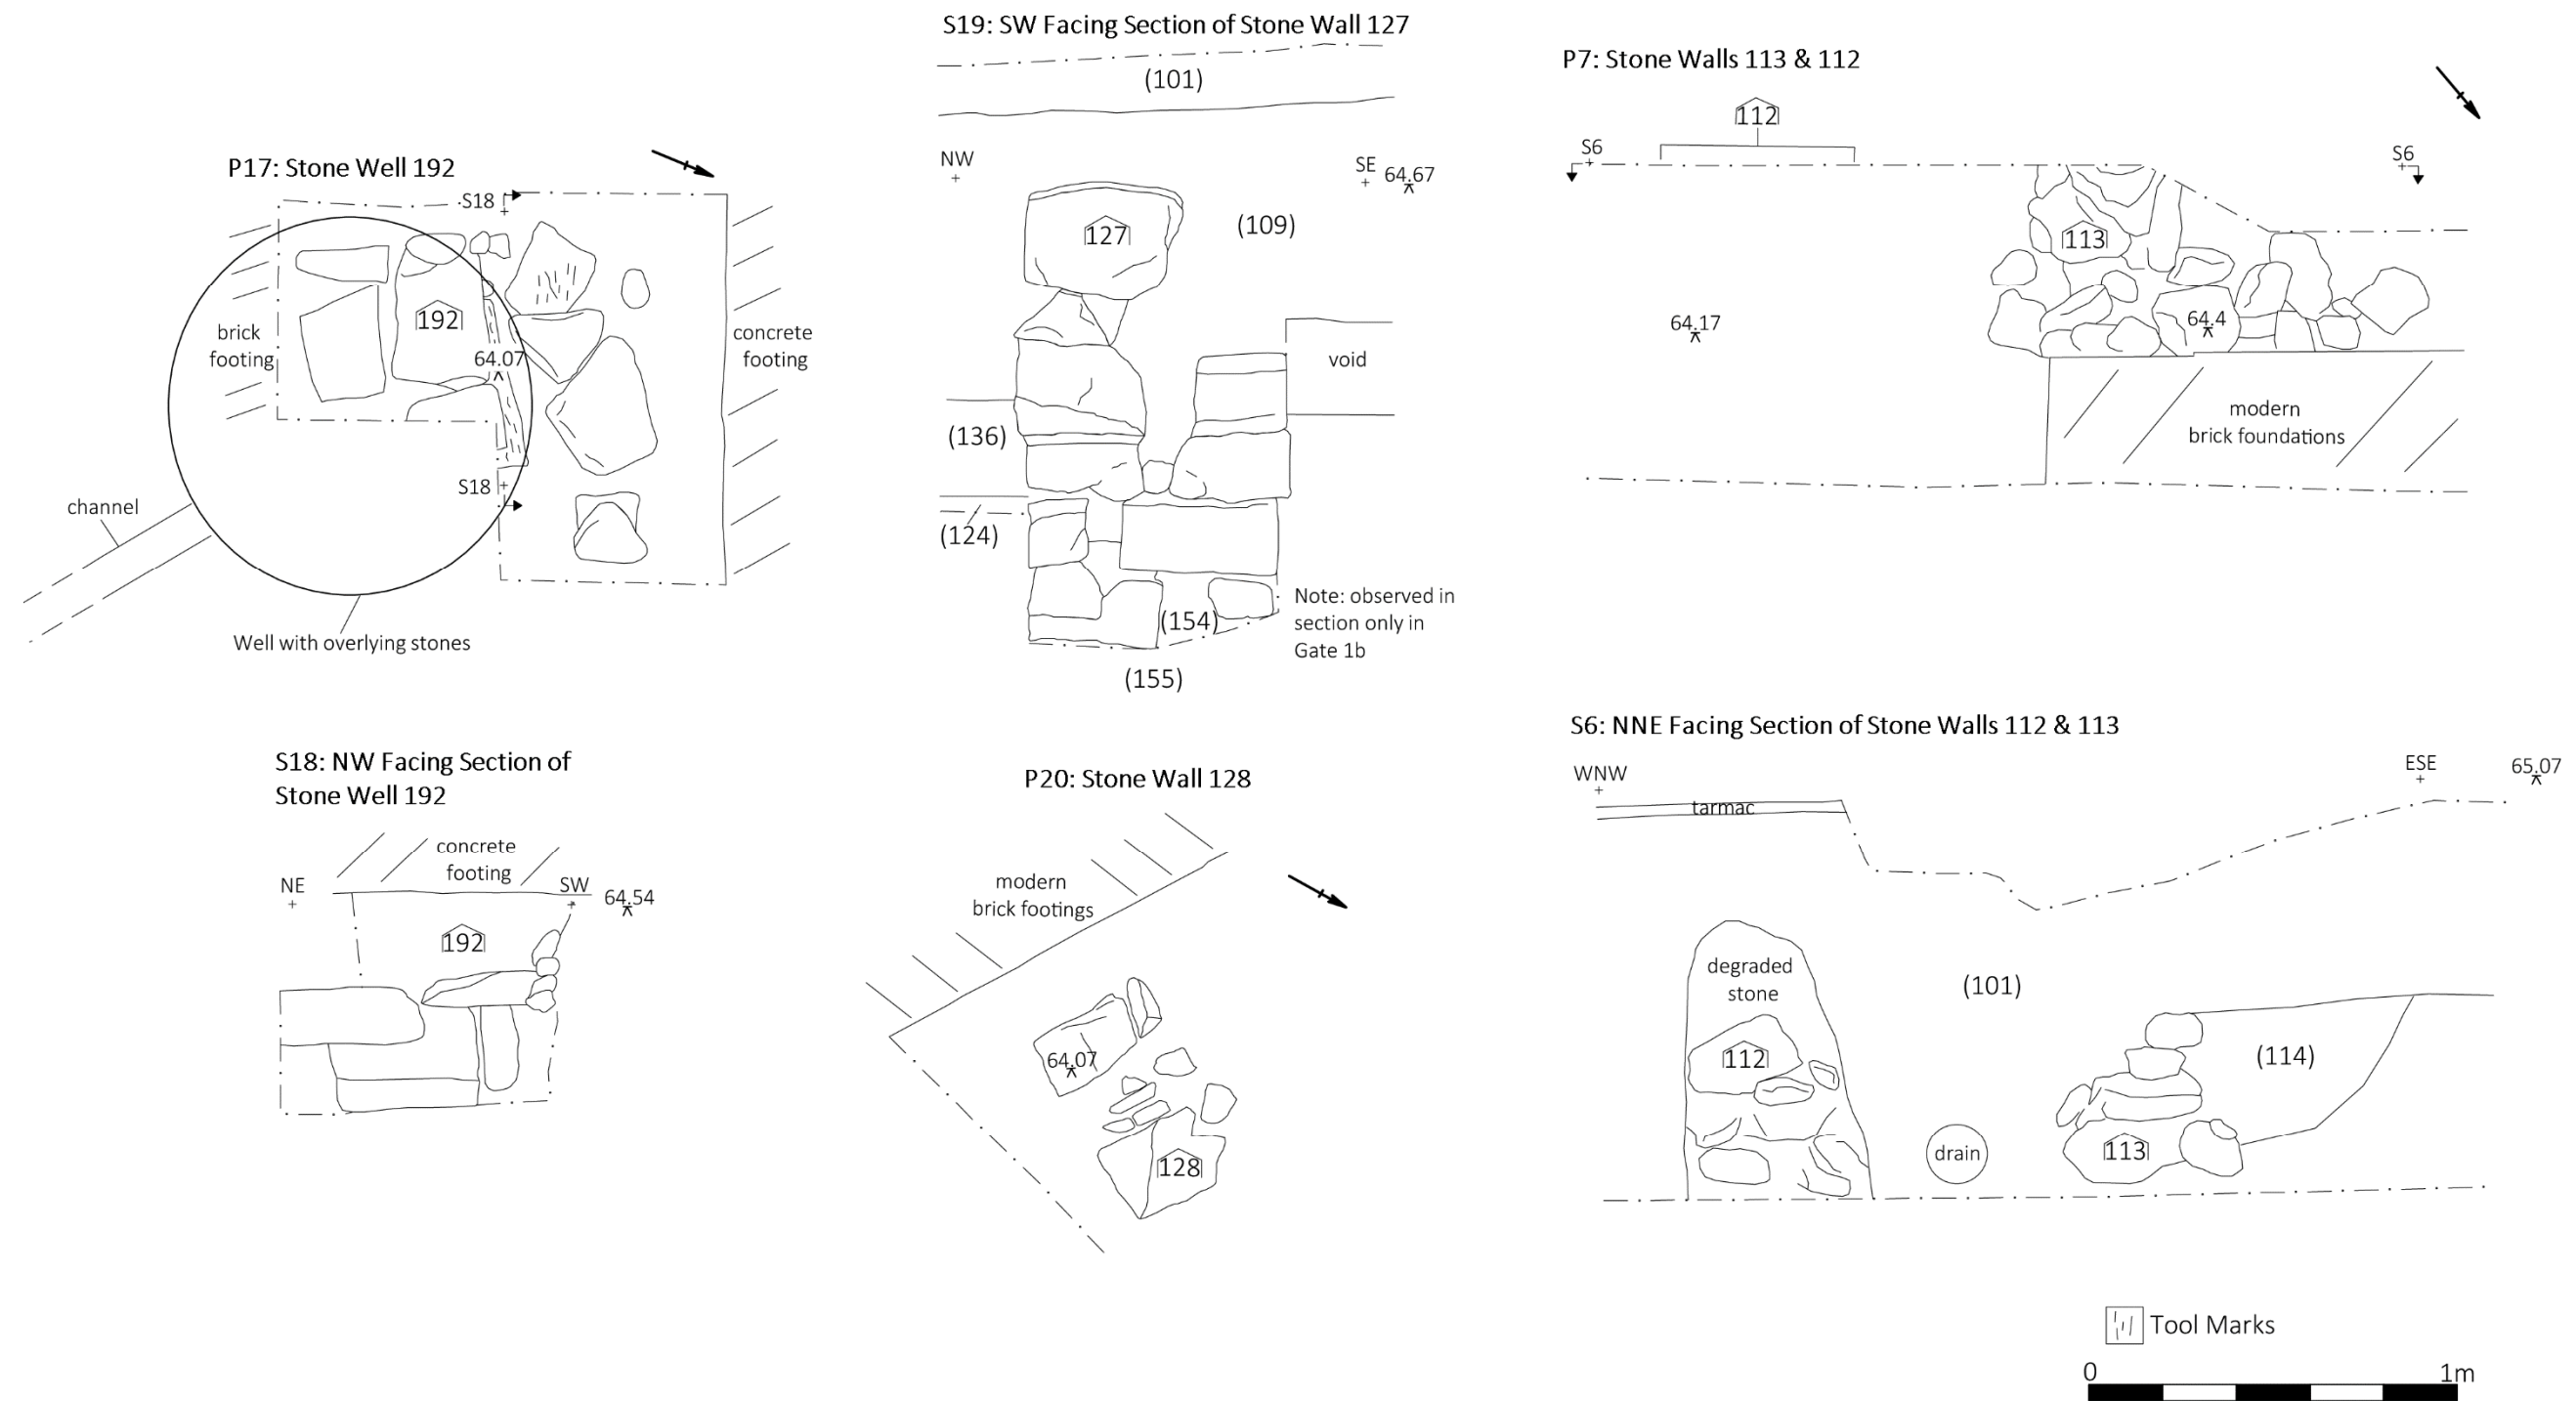 P17: Stone Well 192
S18
brick
footing
192
64.07
concrete
footing
S18
channel
Well with overlying stones
S19: SW Facing Section of Stone Wall 127
(101)
NW
SE
64.67
127
(109)
void
(136)
(124)
(154)
Note: observed in
section only in
Gate 1b
(155)
P7: Stone Walls 113 & 112
112
S6
S6
113
64.17
64.4
modern
brick foundations
S18: NW Facing Section of
Stone Well 192
concrete
footing
NE
SW
64.54
192
P20: Stone Wall 128
modern
brick footings
64.07
128
S6: NNE Facing Section of Stone Walls 112 & 113
WNW
ESE
65.07
tarmac
degraded
stone
(101)
112
(114)
drain
113
Tool Marks
0
1m